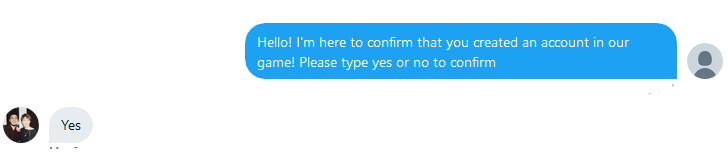 Hello! I'm here to confirm that you created an account in our
game! Please type yes or no to confirm
Yes